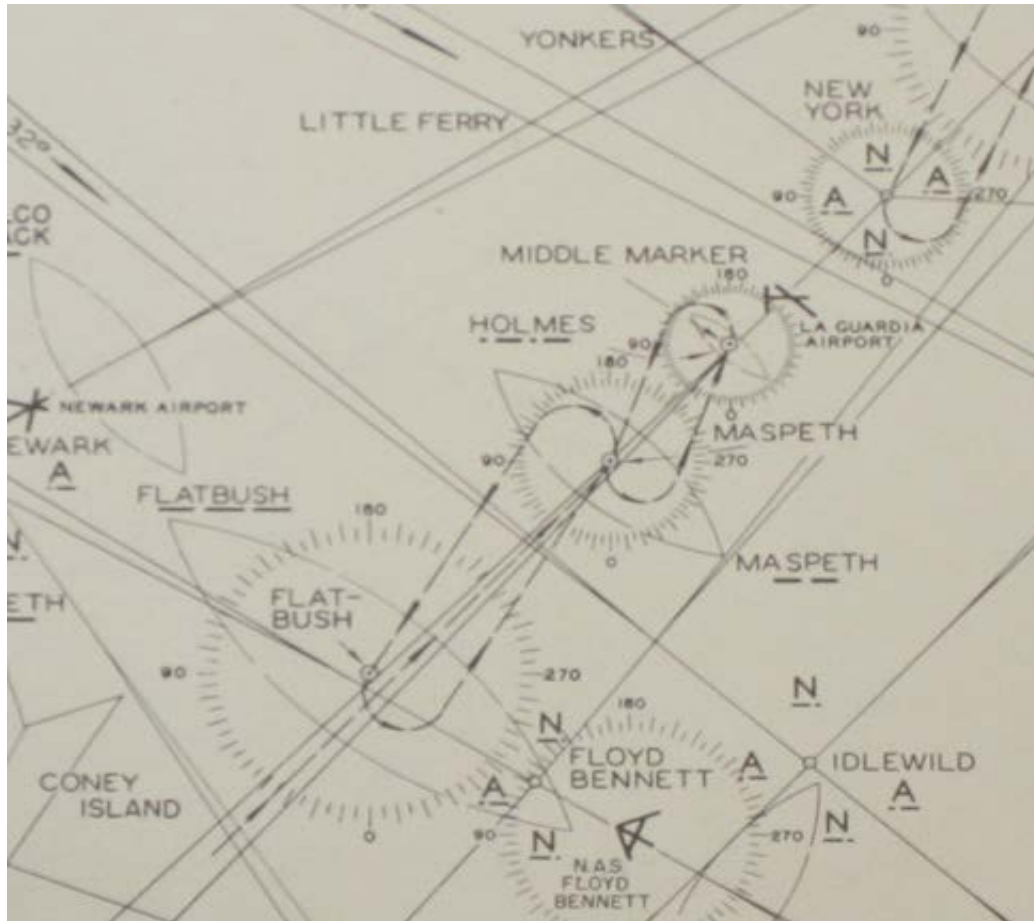 YONKERS
90
NEW
YORK
LITTLE FERRY
32°
N
A
270
90
A
N
0
MIDDLE MARKER
180
HOLMES
90
LA GUARDIA
AIRPORT
180
0
MASPETH
NEWARK AIRPORT
A
90
270
FLATBUSH
180
0
MASPETH
FLAT-
BUSH
90
270
180
N
N
FLOYD
BENNETT
A
IDLEWILD
CONEY
ISLAND
A
A
0
90
N
270
N
N.A.S.
FLOYD
BENNETT